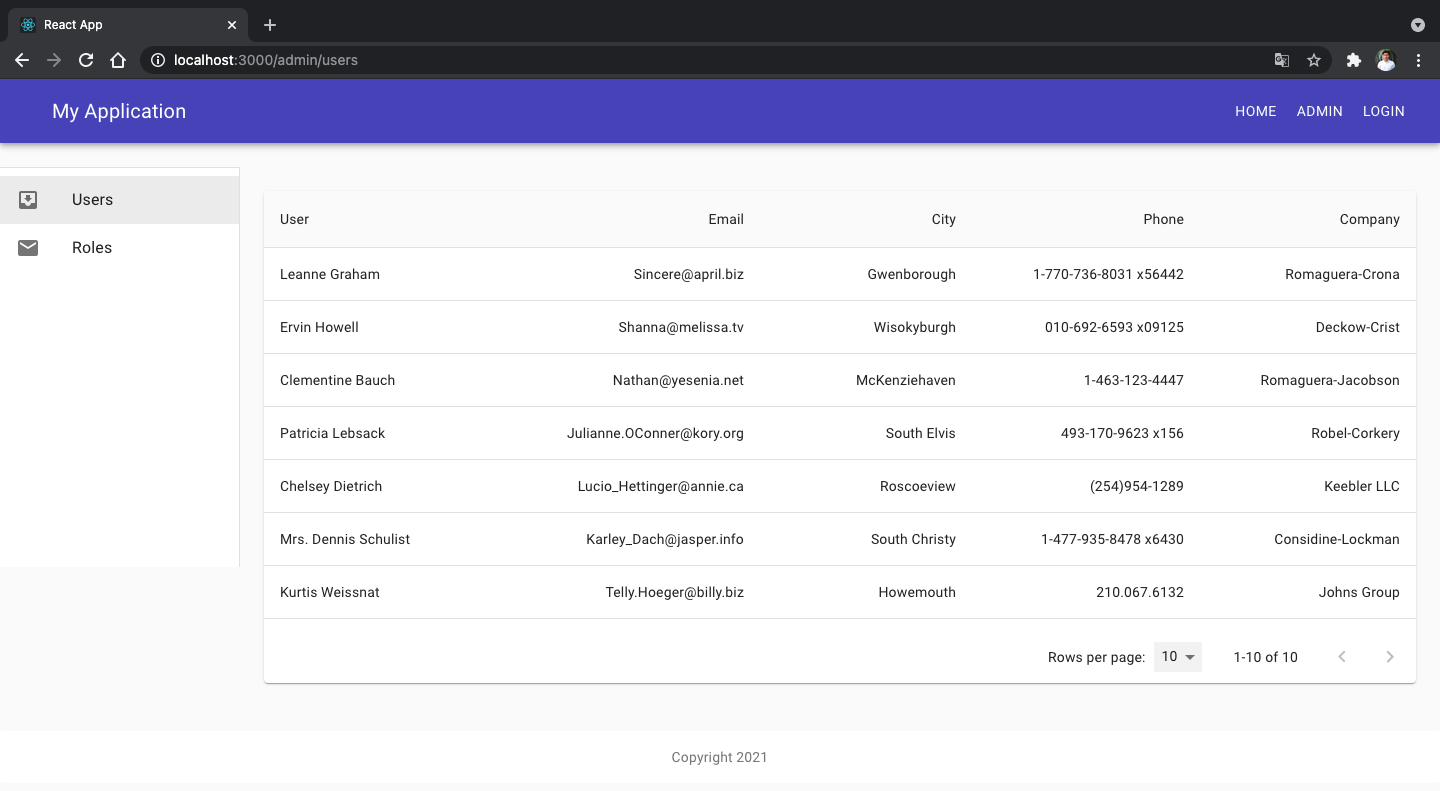 React App
localhost:3000/admin/users
My Application HOME ADMIN LOGIN
Users
Roles
User Email City Phone Company
Leanne Graham Sincere@april.biz Gwenborough 1-770-736-8031 x56442 Romaguera-Crona
Ervin Howell Shanna@melissa.tv Wisokyburgh 010-692-6593 x09125 Deckow-Crist
Clementine Bauch Nathan@yesenia.net McKenziehaven 1-463-123-4447 Romaguera-Jacobson
Patricia Lebsack Julianne.OConner@kory.org South Elvis 493-170-9623 x156 Robel-Corkery
Chelsey Dietrich Lucio_Hettinger@annie.ca Roscoeview (254)954-1289 Keebler LLC
Mrs. Dennis Schulist Karley_Dach@jasper.info South Christy 1-477-935-8478 x6430 Considine-Lockman
Kurtis Weissnat Telly.Hoeger@billy.biz Howemouth 210.067.6132 Johns Group
Rows per page: 10 1-10 of 10
Copyright 2021